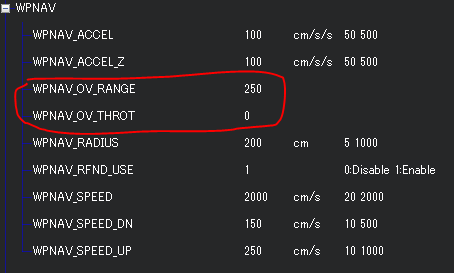 WPNAV
WPNAV_ACCEL 100 cm/s/s 50 500
WPNAV_ACCEL_Z 100 cm/s/s 50 500
WPNAV_OV_RANGE 250
WPNAV_OV_THROT 0
WPNAV_RADIUS 200 cm 5 1000
WPNAV_RFND_USE 1 0:Disable 1:Enable
WPNAV_SPEED 2000 cm/s 20 2000
WPNAV_SPEED_DN 150 cm/s 10 500
WPNAV_SPEED_UP 250 cm/s 10 1000